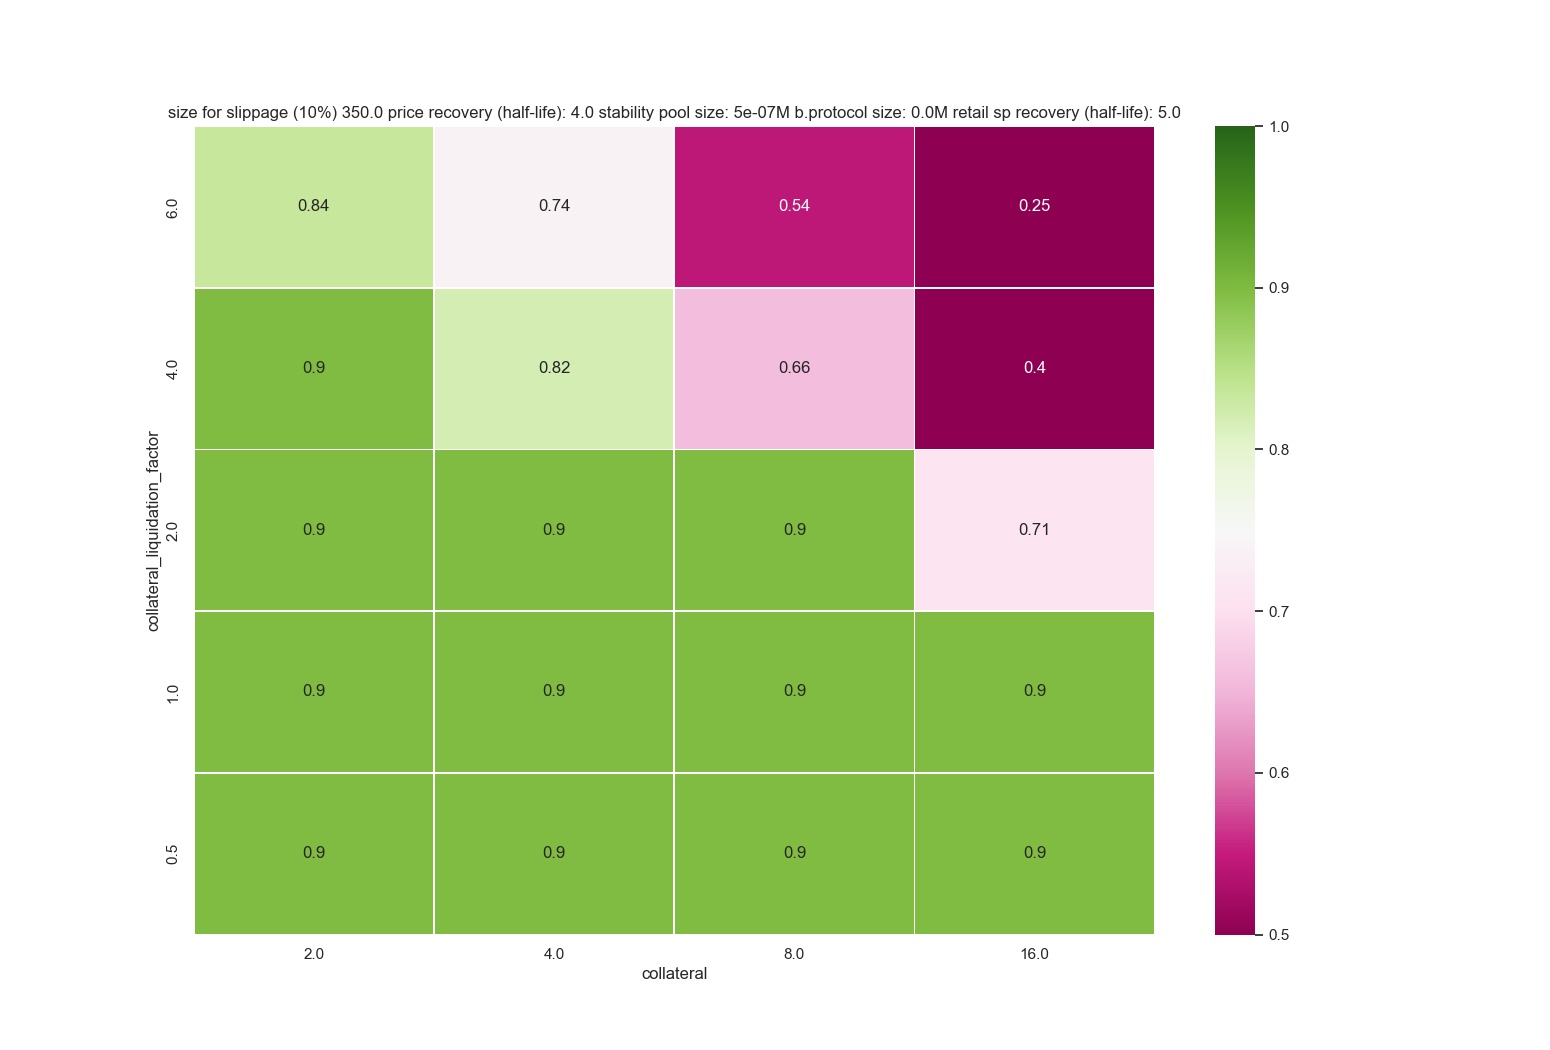 size for slippage (10%) 350.0 price recovery (half-life): 4.0 stability pool size: 5e-07M b.protocol size: 0.0M retail sp recovery (half-life): 5.0
collateral_liquidation_factor
6.0
0.84 0.74 0.54 0.25
4.0
0.9 0.82 0.66 0.4
2.0
0.9 0.9 0.9 0.71
1.0
0.9 0.9 0.9 0.9
0.5
0.9 0.9 0.9 0.9
2.0 4.0 8.0 16.0
collateral
1.0
0.9
0.8
0.7
0.6
0.5